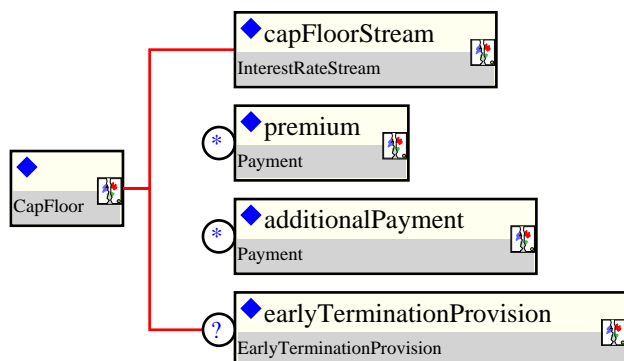 capFloorStream
InterestRateStream
*
premium
Payment
CapFloor
*
additionalPayment
Payment
?
earlyTerminationProvision
EarlyTerminationProvision